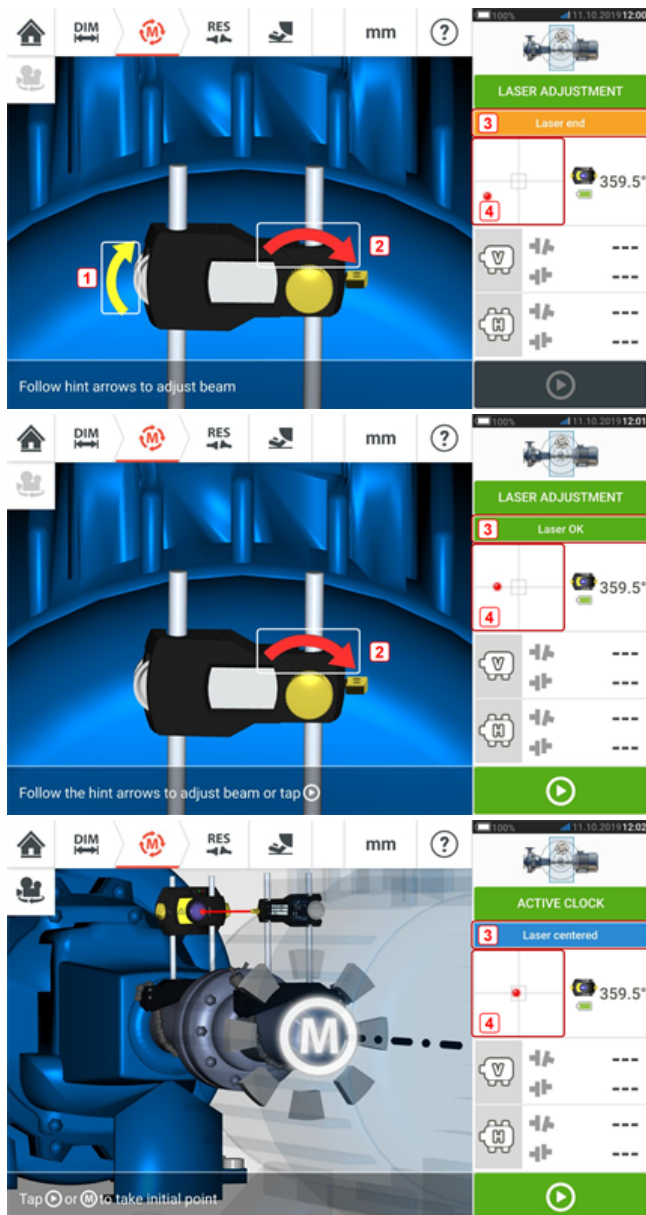 DIM
M
RES
mm
?
100%
11.10.2019 12:00
LASER ADJUSTMENT
3
Laser end
4
359.5°
1
2
V
---
---
H
---
---
Follow hint arrows to adjust beam
DIM
M
RES
mm
?
100%
11.10.2019 12:01
LASER ADJUSTMENT
3
Laser OK
4
359.5°
2
V
---
---
H
---
---
Follow the hint arrows to adjust beam or tap
DIM
M
RES
mm
?
100%
11.10.2019 12:02
ACTIVE CLOCK
3
Laser centered
4
359.5°
M
V
---
---
H
---
---
Tap or M to take initial point